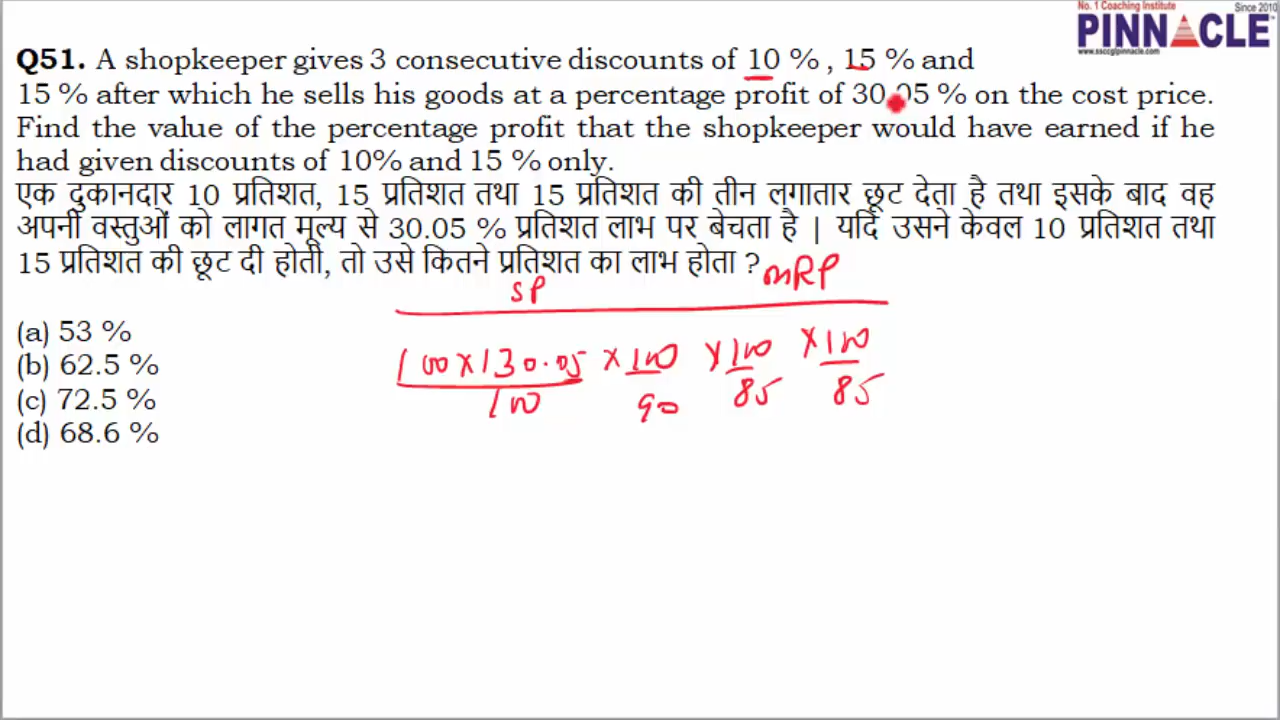 No. 1 Coaching Institute
Since 2010
PINNACLE
www.ssccglpinnacle.com
Q51. A shopkeeper gives 3 consecutive discounts of 10 % , 15 % and
15 % after which he sells his goods at a percentage profit of 30.05 % on the cost price.
Find the value of the percentage profit that the shopkeeper would have earned if he
had given discounts of 10% and 15 % only.
एक दुकानदार 10 प्रतिशत, 15 प्रतिशत तथा 15 प्रतिशत की तीन लगातार छूट देता है तथा इसके बाद वह
अपनी वस्तुओं को लागत मूल्य से 30.05 % प्रतिशत लाभ पर बेचता है | यदि उसने केवल 10 प्रतिशत तथा
15 प्रतिशत की छूट दी होती, तो उसे कितने प्रतिशत का लाभ होता ?
SP MRP
100 x 130.05 x 100 x 100 x 100
100 90 85 85
(a) 53 %
(b) 62.5 %
(c) 72.5 %
(d) 68.6 %